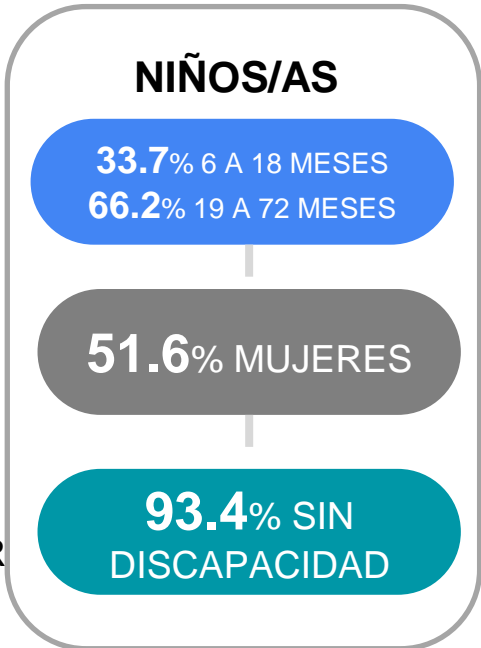 NIÑOS/AS
33.7% 6 A 18 MESES
66.2% 19 A 72 MESES
51.6% MUJERES
93.4% SIN
DISCAPACIDAD
R